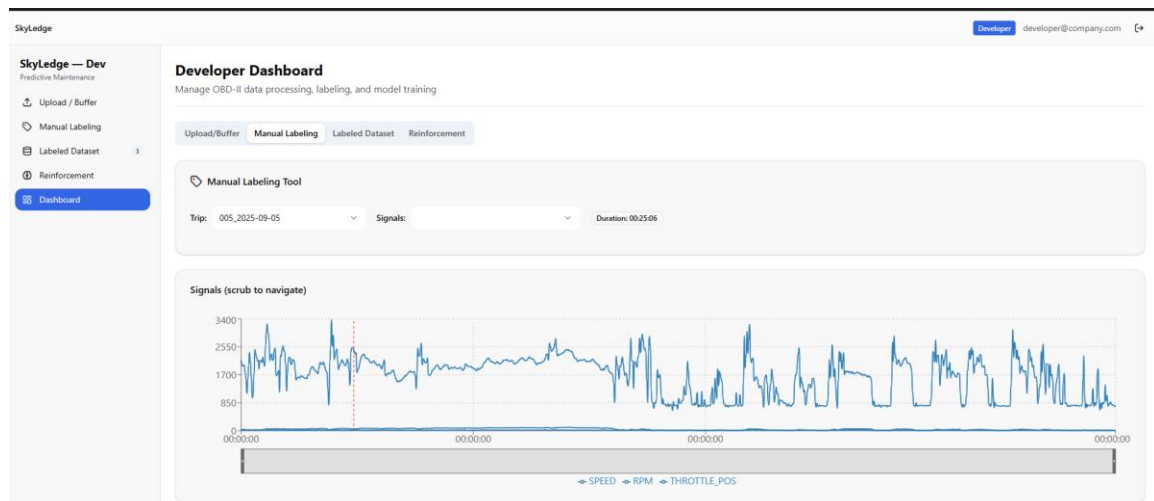 SkyLedge
Developer developer@company.com
SkyLedge — Dev
Predictive Maintenance
Upload / Buffer
Manual Labeling
Labeled Dataset 3
Reinforcement
Dashboard
Developer Dashboard
Manage OBD-II data processing, labeling, and model training
Upload/Buffer Manual Labeling Labeled Dataset Reinforcement
Manual Labeling Tool
Trip: 005_2025-09-05 Signals: Duration: 00:25:06
Signals (scrub to navigate)
3400
2550
1700
850
0
00:00:00 00:00:00 00:00:00 00:00:00
SPEED RPM THROTTLE_POS